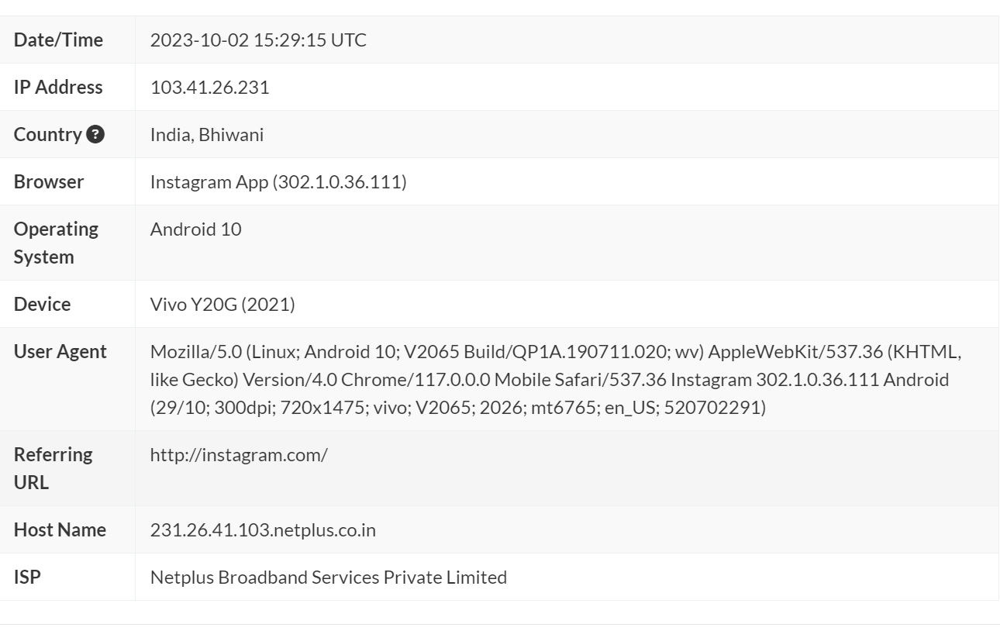 Date/Time 2023-10-02 15:29:15 UTC
IP Address 103.41.26.231
Country ? India, Bhiwani
Browser Instagram App (302.1.0.36.111)
Operating System Android 10
Device Vivo Y20G (2021)
User Agent Mozilla/5.0 (Linux; Android 10; V2065 Build/QP1A.190711.020; wv) AppleWebKit/537.36 (KHTML,
like Gecko) Version/4.0 Chrome/117.0.0.0 Mobile Safari/537.36 Instagram 302.1.0.36.111 Android
(29/10; 300dpi; 720x1475; vivo; V2065; 2026; mt6765; en_US; 520702291)
Referring URL http://instagram.com/
Host Name 231.26.41.103.netplus.co.in
ISP Netplus Broadband Services Private Limited